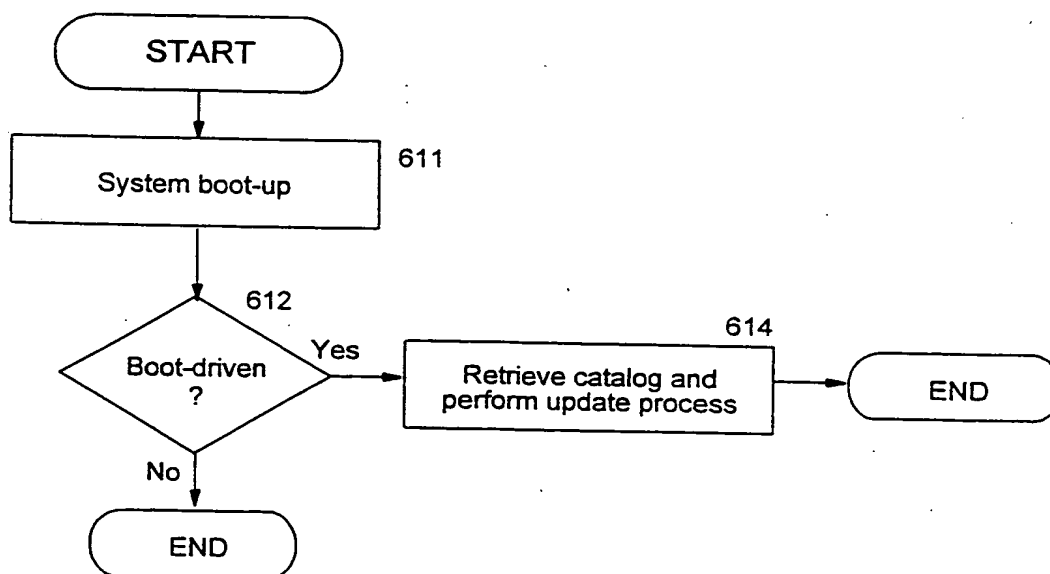 START
611
System boot-up
612
Boot-driven
?
Yes
614
Retrieve catalog and
perform update process
END
No
END